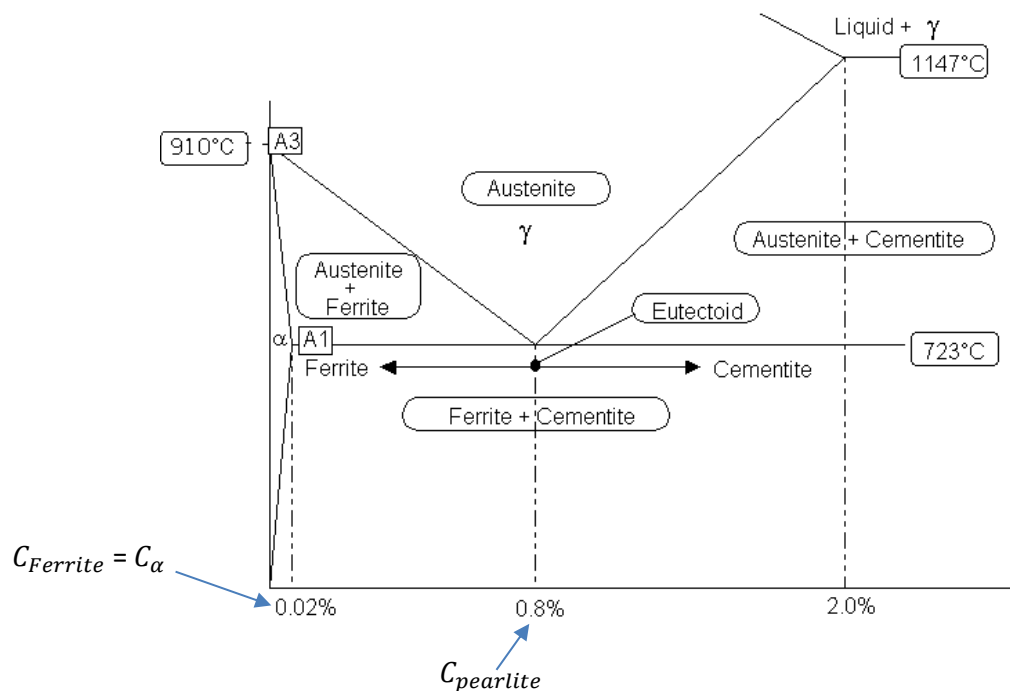 Liquid + γ
1147°C
A3
910°C
Austenite
γ
Austenite + Cementite
Austenite
+
Ferrite
Eutectoid
α
A1
723°C
Ferrite
Cementite
Ferrite + Cementite
C_Ferrite = C_α
0.02%
0.8%
2.0%
C_pearlite